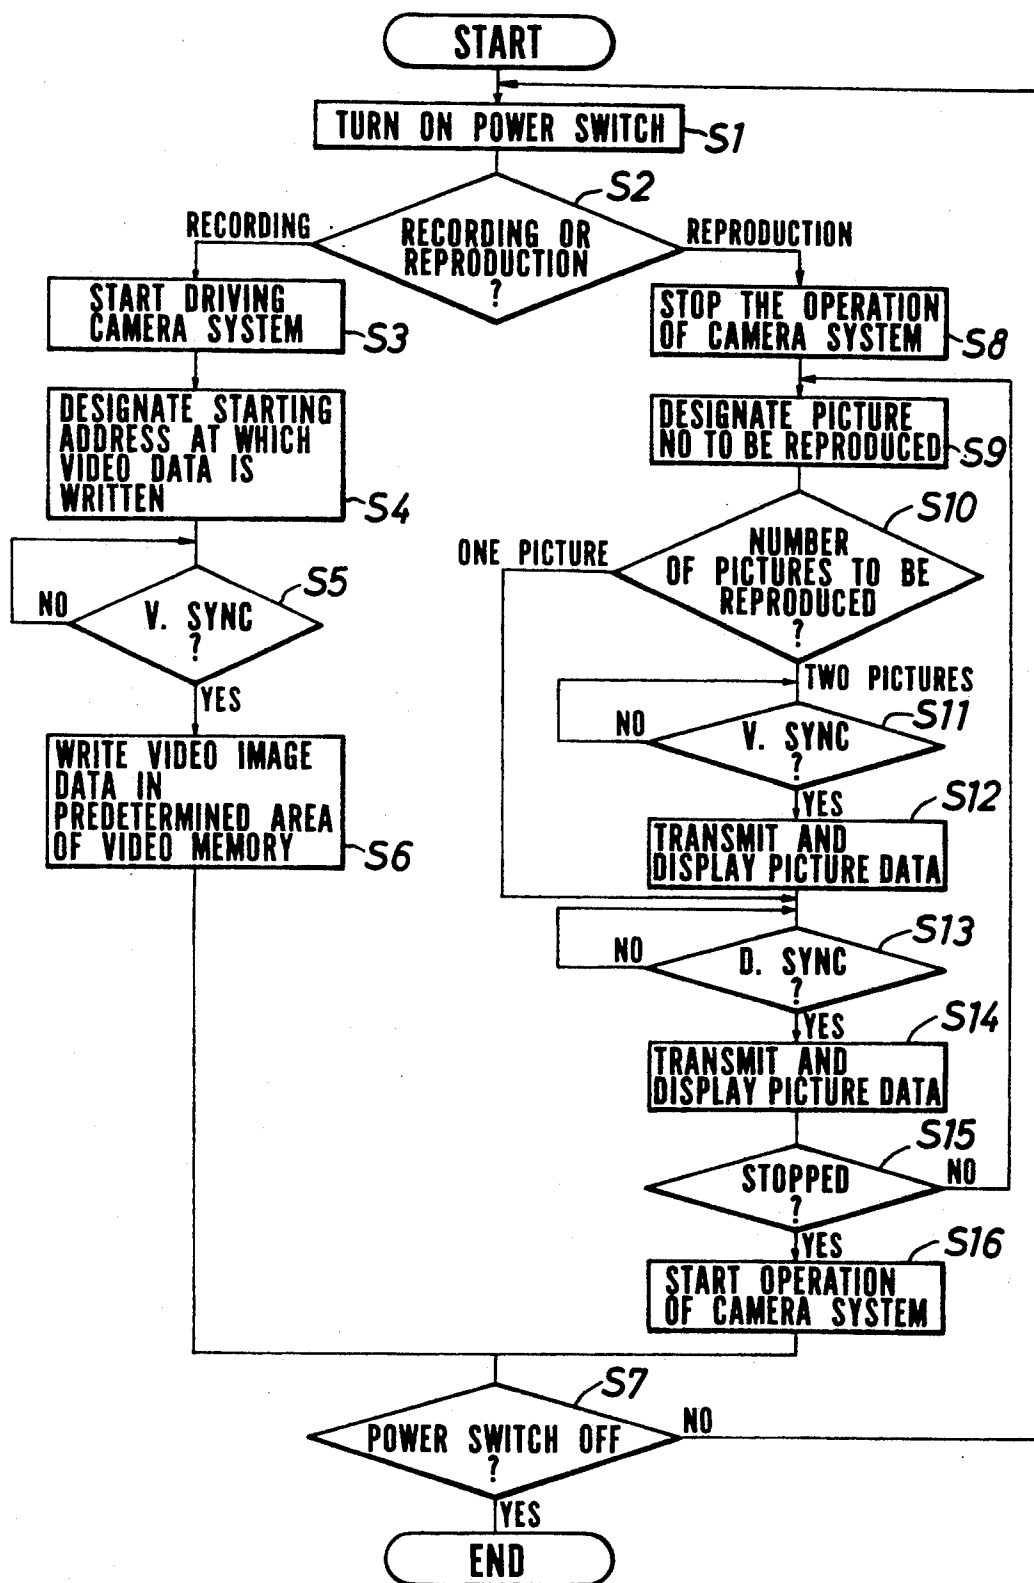 START
TURN ON POWER SWITCH
S1
S2
RECORDING
RECORDING OR
REPRODUCTION
?
REPRODUCTION
START DRIVING
CAMERA SYSTEM
S3
DESIGNATE STARTING
ADDRESS AT WHICH
VIDEO DATA IS
WRITTEN
S4
S5
NO
V. SYNC
?
YES
WRITE VIDEO IMAGE
DATA IN
PREDETERMINED AREA
OF VIDEO MEMORY
S6
STOP THE OPERATION
OF CAMERA SYSTEM
S8
DESIGNATE PICTURE
NO TO BE REPRODUCED
S9
S10
ONE PICTURE
NUMBER
OF PICTURES TO BE
REPRODUCED
?
TWO PICTURES
S11
NO
V. SYNC
?
YES
S12
TRANSMIT AND
DISPLAY PICTURE DATA
S13
NO
D. SYNC
?
YES
S14
TRANSMIT AND
DISPLAY PICTURE DATA
S15
STOPPED
?
NO
YES
S16
START OPERATION
OF CAMERA SYSTEM
S7
POWER SWITCH OFF
?
NO
YES
END